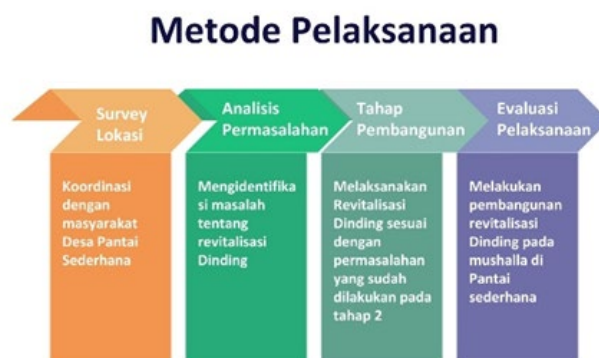 Metode Pelaksanaan
Survey
Lokasi
Koordinasi
dengan
masyarakat
Desa Pantai
Sederhana
Analisis
Permasalahan
Mengidentifika
si masalah
tentang
revitalisasi
Dinding
Tahap
Pembangunan
Melaksanakan
Revitalisasi
Dinding sesuai
dengan
permasalahan
yang sudah
dilakukan pada
tahap 2
Evaluasi
Pelaksanaan
Melakukan
pembangunan
revitalisasi
Dinding pada
mushalla di
Pantai
sederhana